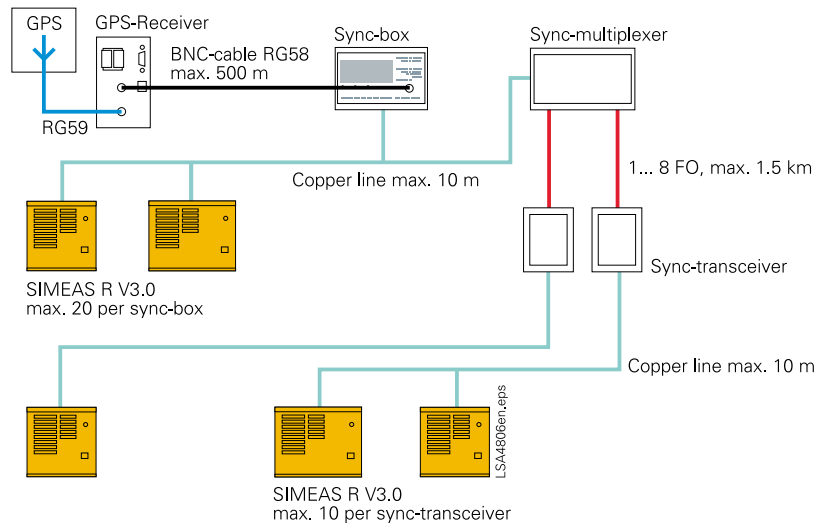 GPS
GPS-Receiver
BNC-cable RG58
max. 500 m
Sync-box
Sync-multiplexer
RG59
Copper line max. 10 m
1... 8 FO, max. 1.5 km
Sync-transceiver
SIMEAS R V3.0
max. 20 per sync-box
Copper line max. 10 m
LSA4806en.eps
SIMEAS R V3.0
max. 10 per sync-transceiver